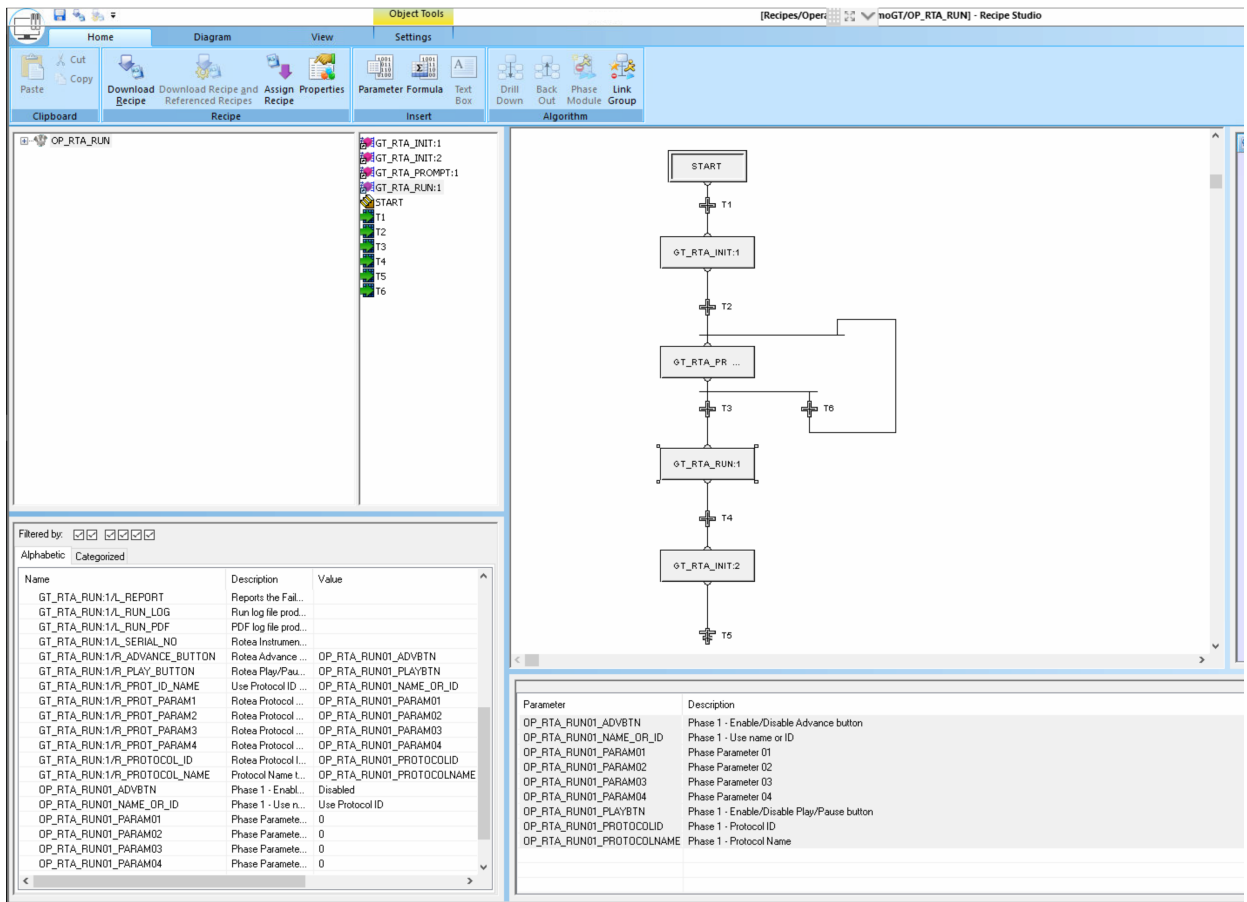 Object Tools
[Recipes/Opera moGT/OP_RTA_RUN] - Recipe Studio
Home Diagram View Settings
Paste
Cut
Copy
Download Recipe
Download Recipe and Referenced Recipes
Assign Recipe
Properties
Parameter
Formula
Text Box
Drill Down
Back Out
Phase Module
Link Group
Clipboard Recipe Insert Algorithm
OP_RTA_RUN
GT_RTA_INIT:1
GT_RTA_INIT:2
GT_RTA_PROMPT:1
GT_RTA_RUN:1
START
T1
T2
T3
T4
T5
T6
START
T1
GT_RTA_INIT:1
T2
GT_RTA_PR ...
T3 T6
GT_RTA_RUN:1
T4
GT_RTA_INIT:2
T5
Filtered by:
Alphabetic Categorized
Name Description Value
GT_RTA_RUN:1/L_REPORT Reports the Fail...
GT_RTA_RUN:1/L_RUN_LOG Run log file prod...
GT_RTA_RUN:1/L_RUN_PDF PDF log file prod...
GT_RTA_RUN:1/L_SERIAL_NO Rotea Instrumen...
GT_RTA_RUN:1/R_ADVANCE_BUTTON Rotea Advance ... OP_RTA_RUN01_ADVBTN
GT_RTA_RUN:1/R_PLAY_BUTTON Rotea Play/Pau... OP_RTA_RUN01_PLAYBTN
GT_RTA_RUN:1/R_PROT_ID_NAME Use Protocol ID ... OP_RTA_RUN01_NAME_OR_ID
GT_RTA_RUN:1/R_PROT_PARAM1 Rotea Protocol ... OP_RTA_RUN01_PARAM01
GT_RTA_RUN:1/R_PROT_PARAM2 Rotea Protocol ... OP_RTA_RUN01_PARAM02
GT_RTA_RUN:1/R_PROT_PARAM3 Rotea Protocol ... OP_RTA_RUN01_PARAM03
GT_RTA_RUN:1/R_PROT_PARAM4 Rotea Protocol ... OP_RTA_RUN01_PARAM04
GT_RTA_RUN:1/R_PROTOCOL_ID Rotea Protocol I... OP_RTA_RUN01_PROTOCOLID
GT_RTA_RUN:1/R_PROTOCOL_NAME Protocol Name t... OP_RTA_RUN01_PROTOCOLNAME
OP_RTA_RUN01_ADVBTN Phase 1 - Enabl... Disabled
OP_RTA_RUN01_NAME_OR_ID Phase 1 - Use n... Use Protocol ID
OP_RTA_RUN01_PARAM01 Phase Paramete... 0
OP_RTA_RUN01_PARAM02 Phase Paramete... 0
OP_RTA_RUN01_PARAM03 Phase Paramete... 0
OP_RTA_RUN01_PARAM04 Phase Paramete... 0
Parameter Description
OP_RTA_RUN01_ADVBTN Phase 1 - Enable/Disable Advance button
OP_RTA_RUN01_NAME_OR_ID Phase 1 - Use name or ID
OP_RTA_RUN01_PARAM01 Phase Parameter 01
OP_RTA_RUN01_PARAM02 Phase Parameter 02
OP_RTA_RUN01_PARAM03 Phase Parameter 03
OP_RTA_RUN01_PARAM04 Phase Parameter 04
OP_RTA_RUN01_PLAYBTN Phase 1 - Enable/Disable Play/Pause button
OP_RTA_RUN01_PROTOCOLID Phase 1 - Protocol ID
OP_RTA_RUN01_PROTOCOLNAME Phase 1 - Protocol Name